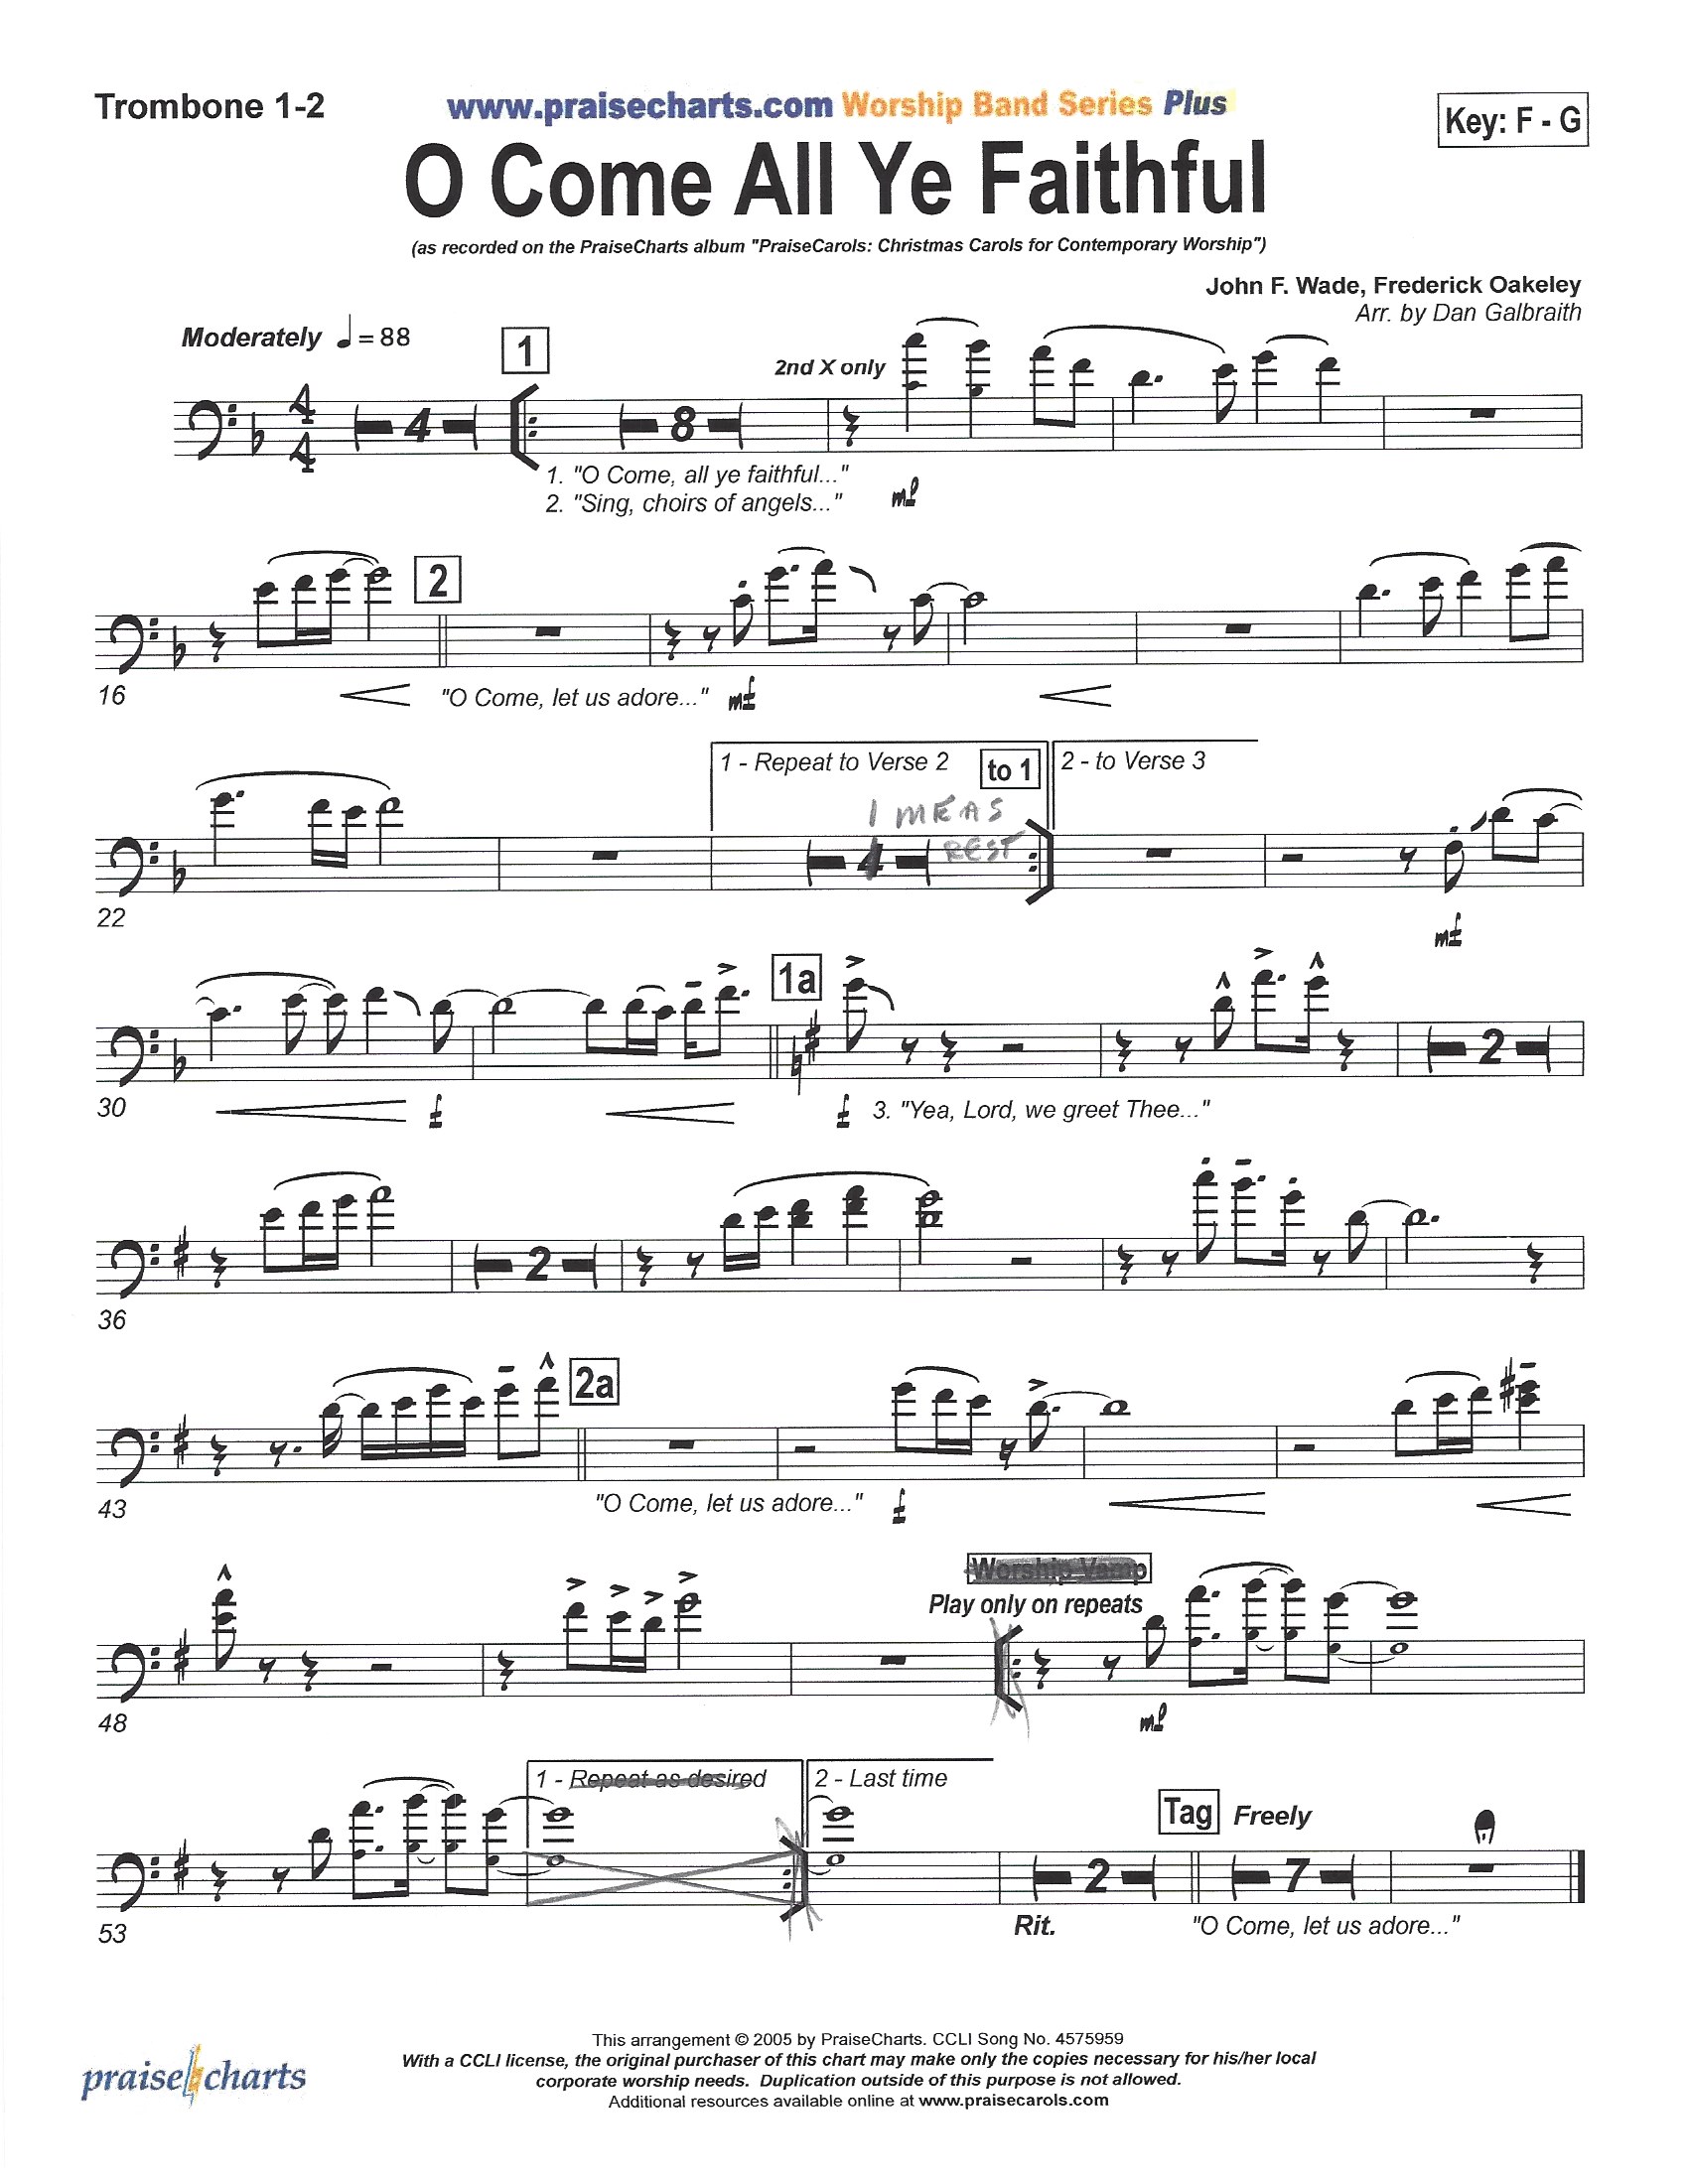 Trombone 1-2
www.praisecharts.com Worship Band Series Plus
Key: F - G
O Come All Ye Faithful
(as recorded on the PraiseCharts album "PraiseCarols: Christmas Carols for Contemporary Worship")
John F. Wade, Frederick Oakeley
Arr. by Dan Galbraith
Moderately ♩ = 88
1
2nd X only
4
4
4
8
1. "O Come, all ye faithful..."
2. "Sing, choirs of angels..."
mp
2
16
"O Come, let us adore..."
mf
1 - Repeat to Verse 2
to 1
2 - to Verse 3
1 MEAS
4
REST
22
mf
1a
2
30
f
f
3. "Yea, Lord, we greet Thee..."
2
36
2a
43
"O Come, let us adore..."
f
Worship Vamp
Play only on repeats
48
mp
1 - Repeat as desired
2 - Last time
Tag
Freely
2
7
53
Rit.
"O Come, let us adore..."
This arrangement © 2005 by PraiseCharts. CCLI Song No. 4575959
With a CCLI license, the original purchaser of this chart may make only the copies necessary for his/her local
corporate worship needs. Duplication outside of this purpose is not allowed.
Additional resources available online at www.praisecarols.com
praisecharts